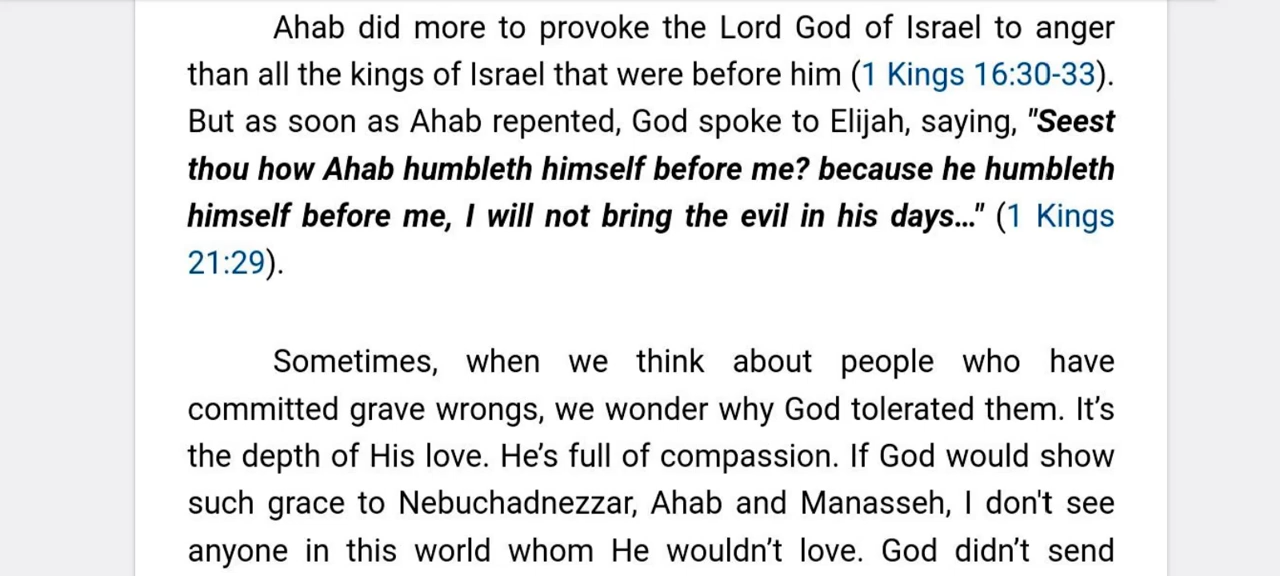 Ahab did more to provoke the Lord God of Israel to anger
than all the kings of Israel that were before him (1 Kings 16:30-33).
But as soon as Ahab repented, God spoke to Elijah, saying, "Seest
thou how Ahab humbleth himself before me? because he humbleth
himself before me, I will not bring the evil in his days…" (1 Kings
21:29).
Sometimes, when we think about people who have
committed grave wrongs, we wonder why God tolerated them. It’s
the depth of His love. He’s full of compassion. If God would show
such grace to Nebuchadnezzar, Ahab and Manasseh, I don't see
anyone in this world whom He wouldn’t love. God didn’t send